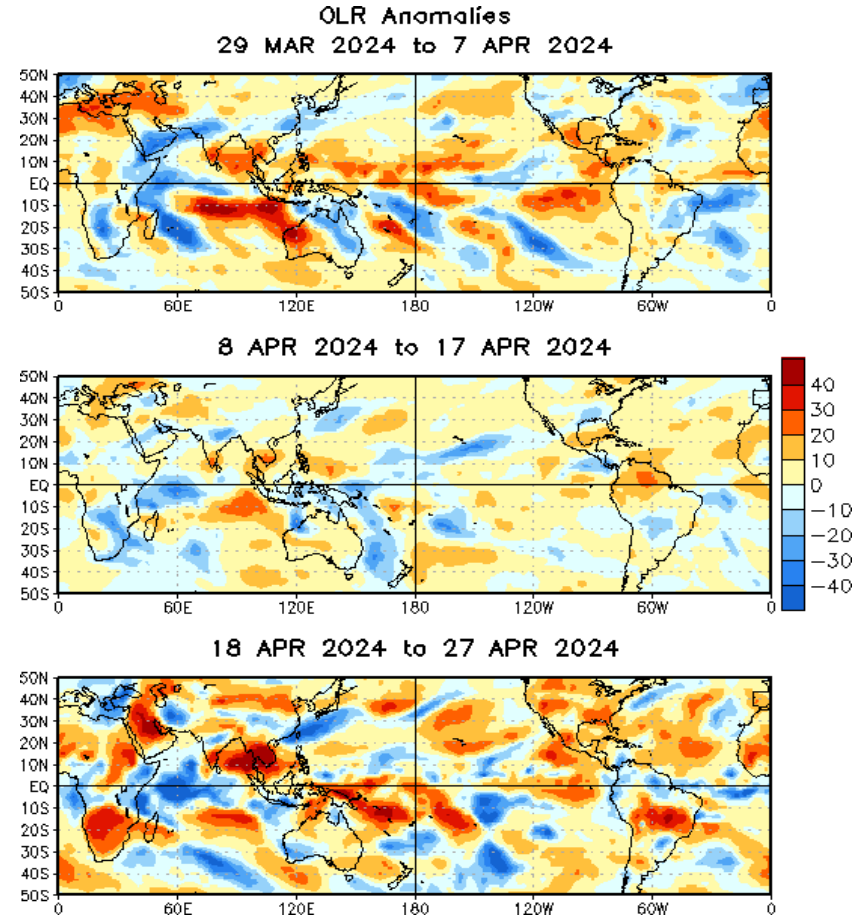 OLR Anomalies
29 MAR 2024 to 7 APR 2024
50N
40N
30N
20N
10N
EQ
10S
20S
30S
40S
50S
0 60E 120E 180 120W 60W 0
8 APR 2024 to 17 APR 2024
50N
40N
30N
20N
10N
EQ
10S
20S
30S
40S
50S
0 60E 120E 180 120W 60W 0
40
30
20
10
0
-10
-20
-30
-40
18 APR 2024 to 27 APR 2024
50N
40N
30N
20N
10N
EQ
10S
20S
30S
40S
50S
0 60E 120E 180 120W 60W 0